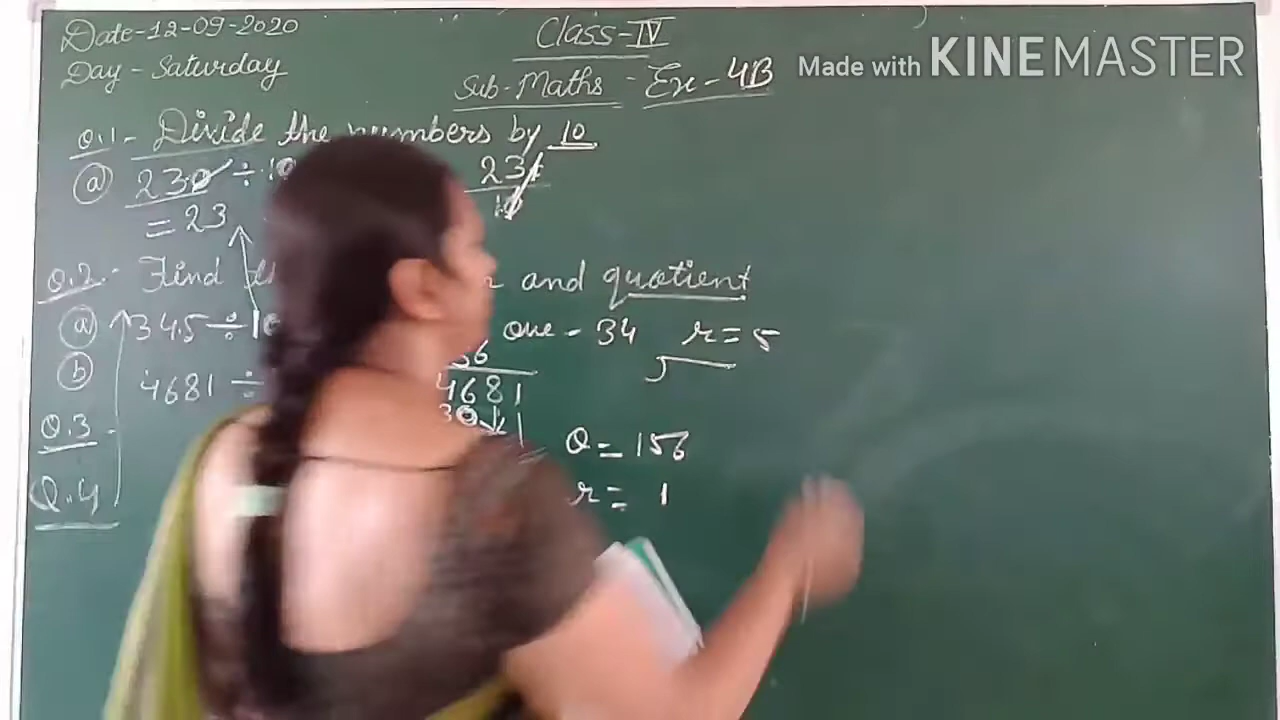 Date-12-09-2020
Class-IV
Day - Saturday
Sub-Maths - Ex-4B
Made with KINEMASTER
Q.1- Divide the numbers by 10
(a) 230 ÷ 10
23
10
= 23
Q.2- Find and quotient
(a) 345 ÷ 10 que - 34 r = 5
(b) 4681 ÷
4681
Q = 156
r = 1
Q.3 -
Q.4